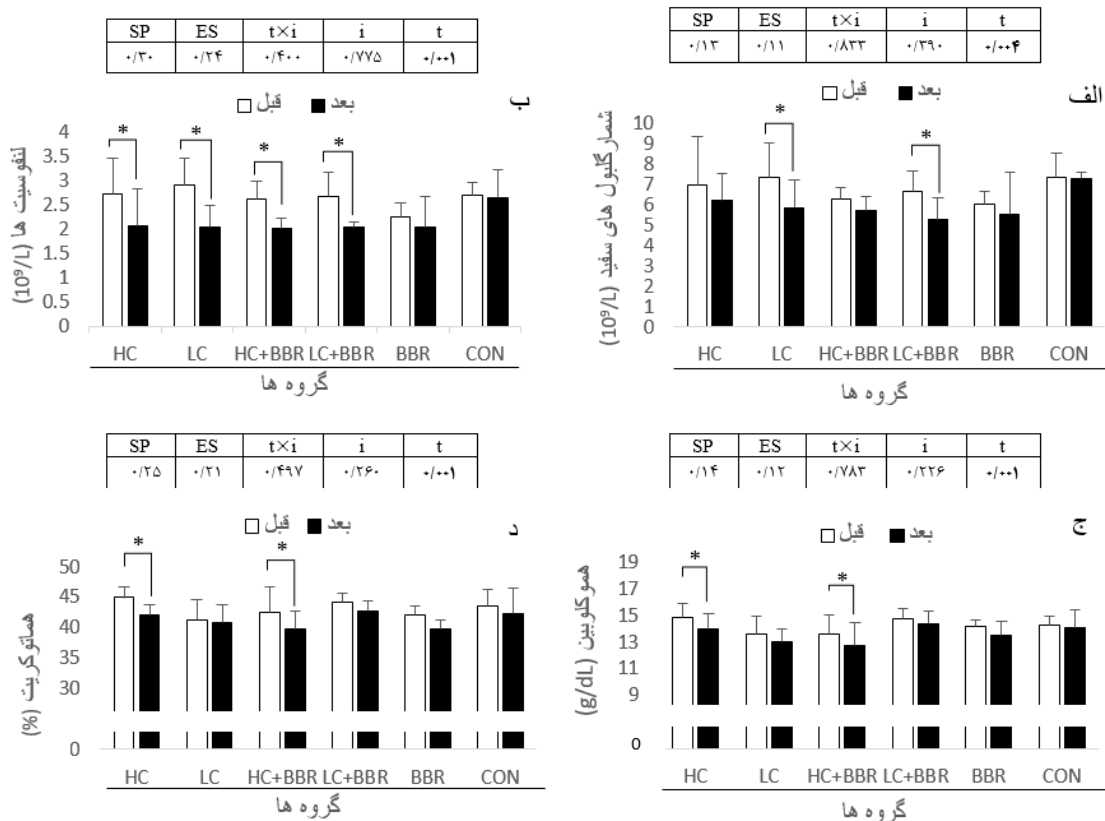 SP ES t×i i t
۰/۱۳ ۰/۱۱ ۰/۸۳۳ ۰/۳۹۰ ۰/۰۰۴
الف
قبل بعد
شمارگلبول های سفید (10⁹/L)
10
9
8
7
6
5
4
3
2
1
0
* *
HC LC HC+BBR LC+BBR BBR CON
گروه ها
SP ES t×i i t
۰/۳۰ ۰/۲۴ ۰/۴۰۰ ۰/۷۷۵ ۰/۰۰۱
ب
قبل بعد
لنفوسیت ها (10⁹/L)
4
3.5
3
2.5
2
1.5
1
0.5
0
* * * *
HC LC HC+BBR LC+BBR BBR CON
گروه ها
SP ES t×i i t
۰/۱۴ ۰/۱۲ ۰/۷۸۳ ۰/۲۲۶ ۰/۰۰۱
ج
قبل بعد
هموگلوبین (g/dL)
19
17
15
13
11
9
0
* *
HC LC HC+BBR LC+BBR BBR CON
گروه ها
SP ES t×i i t
۰/۲۵ ۰/۲۱ ۰/۴۹۷ ۰/۲۶۰ ۰/۰۰۱
د
قبل بعد
هماتوکریت (%)
50
45
40
35
30
0
* *
HC LC HC+BBR LC+BBR BBR CON
گروه ها